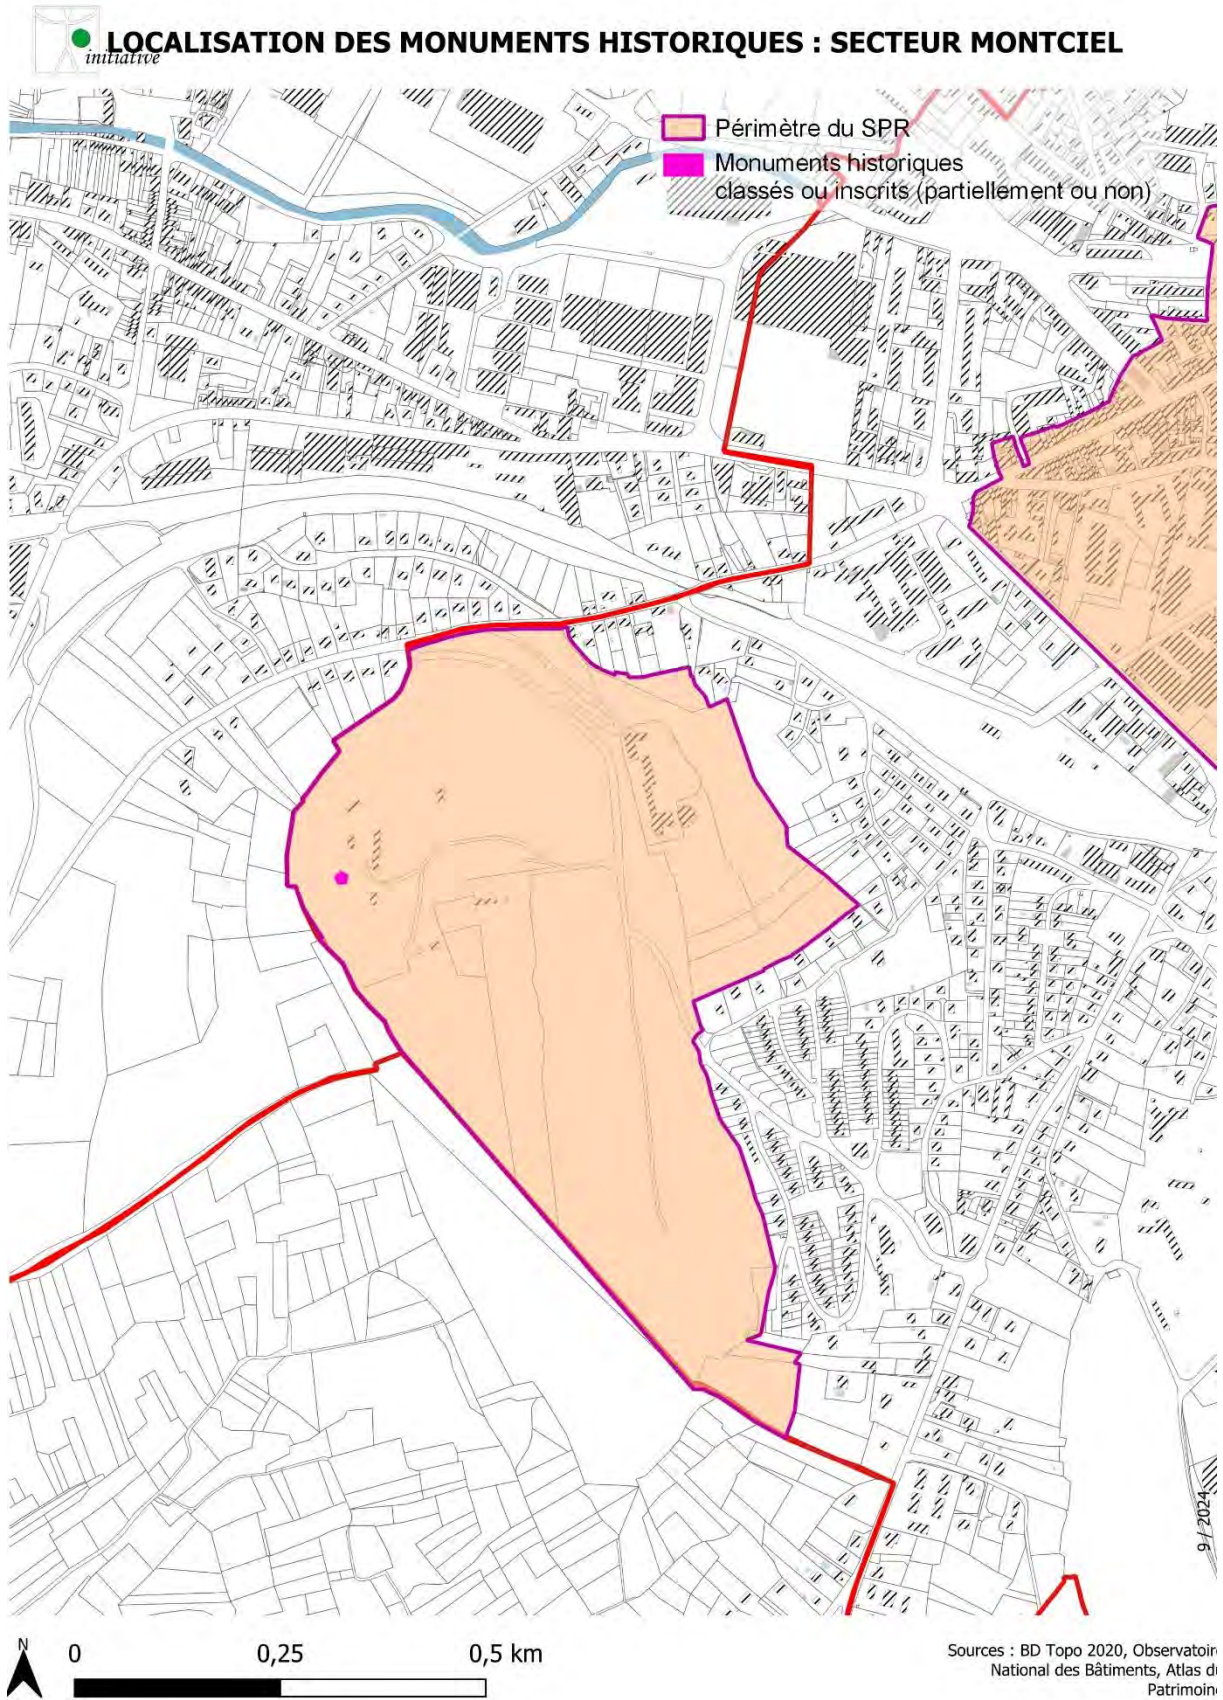 initiative
LOCALISATION DES MONUMENTS HISTORIQUES : SECTEUR MONTCIEL
Périmètre du SPR
Monuments historiques
classés ou inscrits (partiellement ou non)
9 / 2024
N
0 0,25 0,5 km
Sources : BD Topo 2020, Observatoire
National des Bâtiments, Atlas du
Patrimoine